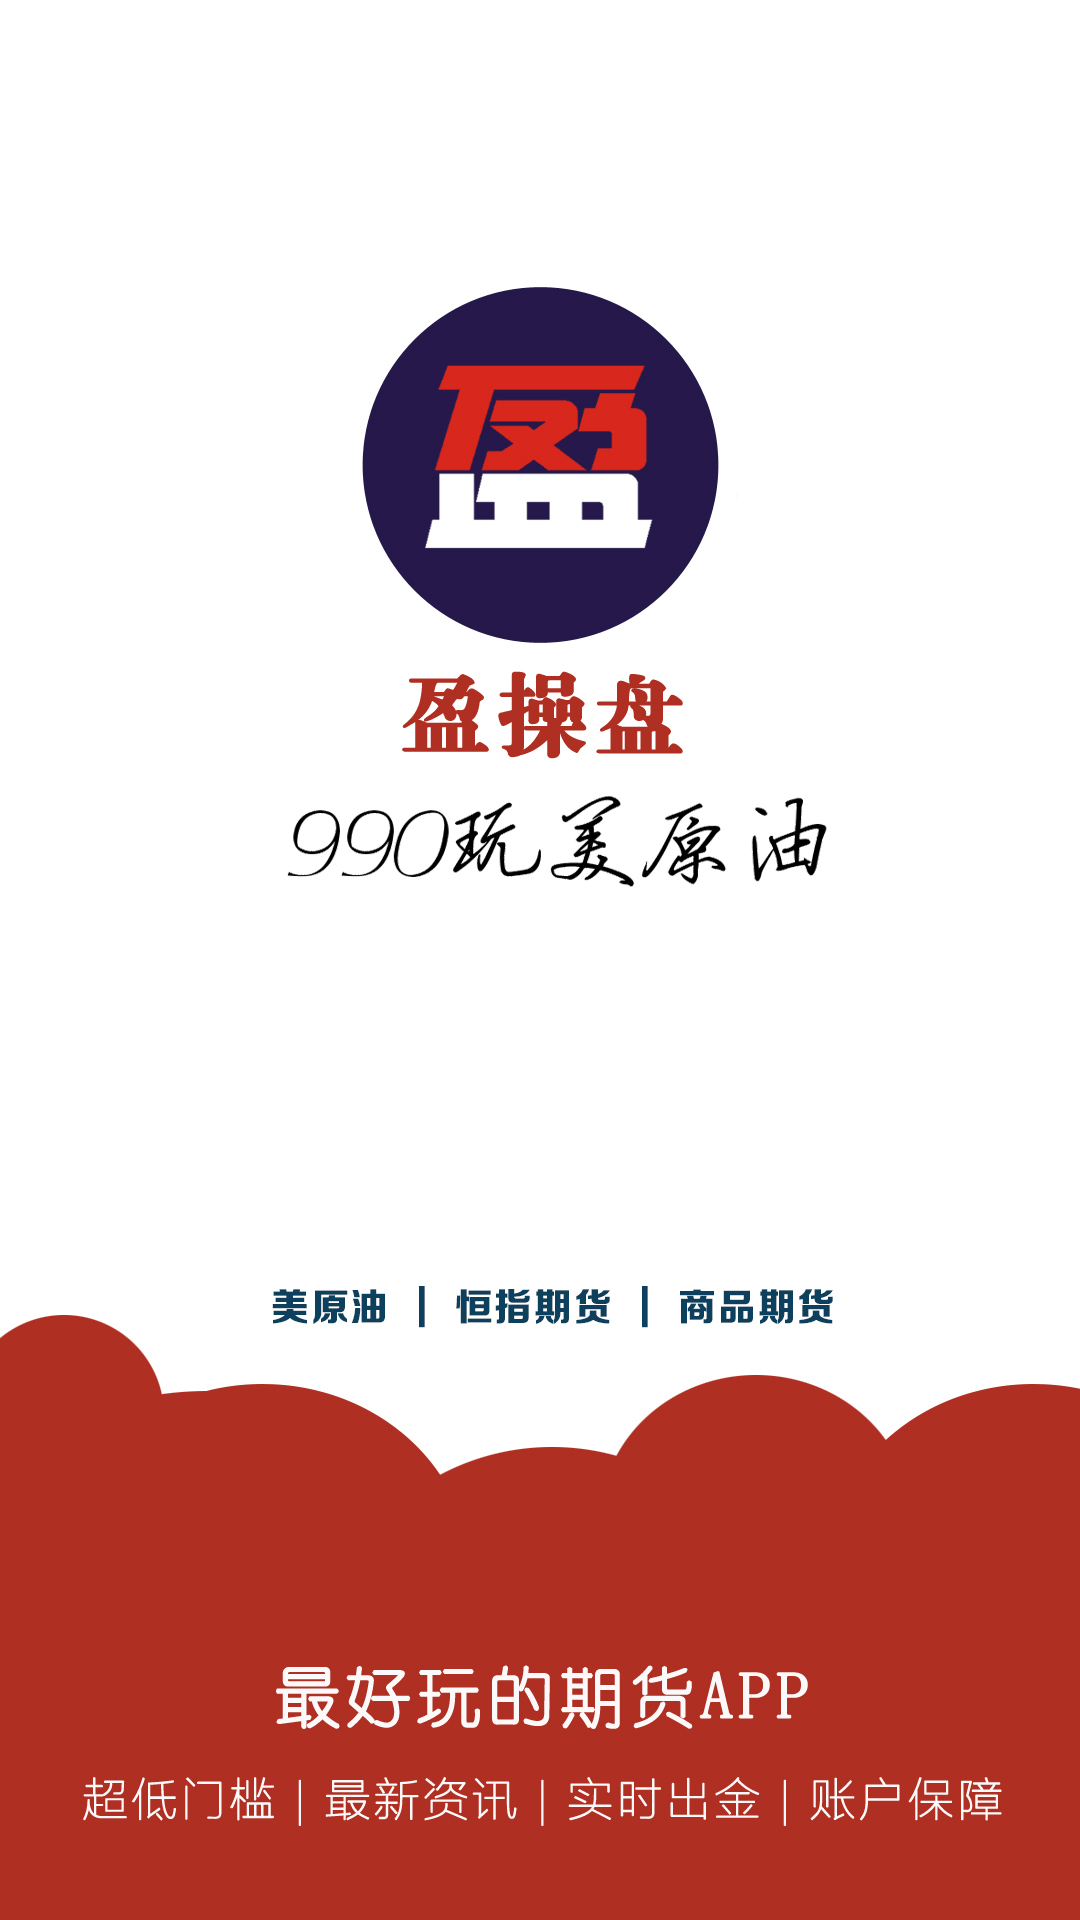 盈
盈操盘
990玩美原油
美原油 | 恒指期货 | 商品期货
最好玩的期货APP
超低门槛 | 最新资讯 | 实时出金 | 账户保障